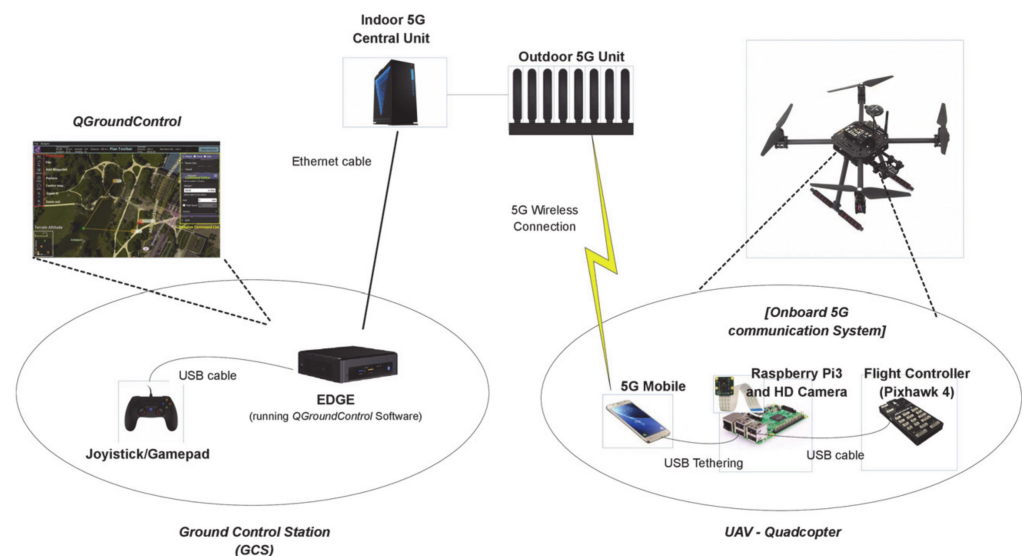 Indoor 5G
Central Unit
Outdoor 5G Unit
QGroundControl
Ethernet cable
5G Wireless
Connection
[Onboard 5G
communication System]
USB cable
EDGE
(running QGroundControl Software)
Joyistick/Gamepad
5G Mobile
Raspberry Pi3
and HD Camera
Flight Controller
(Pixhawk 4)
USB Tethering
USB cable
Ground Control Station
(GCS)
UAV - Quadcopter